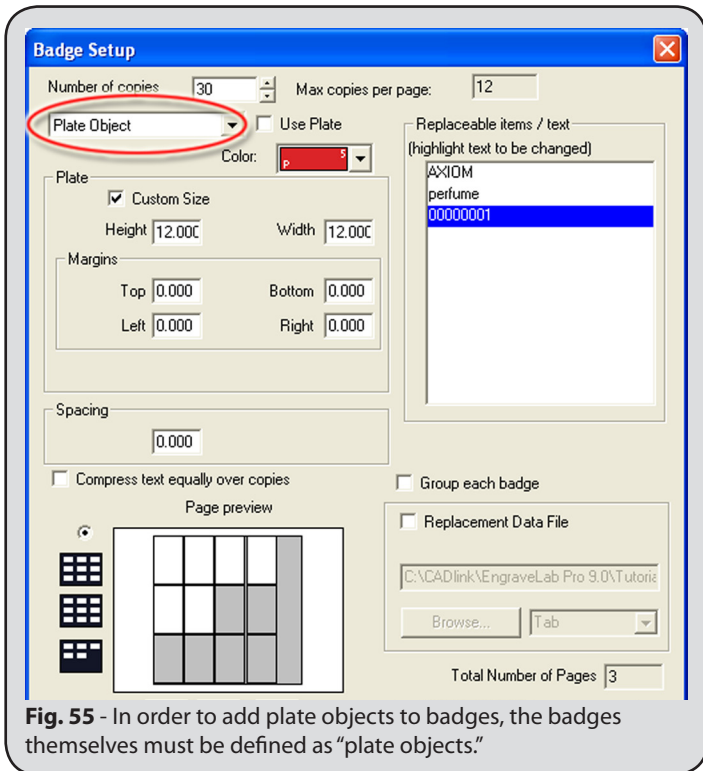 Badge Setup
Number of copies 30 Max copies per page: 12
Plate Object Use Plate
Color: P 5
Plate
Custom Size
Height 12.000 Width 12.000
Margins
Top 0.000 Bottom 0.000
Left 0.000 Right 0.000
Replaceable items / text
(highlight text to be changed)
AXIOM
perfume
00000001
Spacing
0.000
Compress text equally over copies
Page preview
Group each badge
Replacement Data File
C:\CADlink\EngraveLab Pro 9.0\Tutoria
Browse... Tab
Total Number of Pages 3
Fig. 55 - In order to add plate objects to badges, the badges
themselves must be defined as “plate objects.”